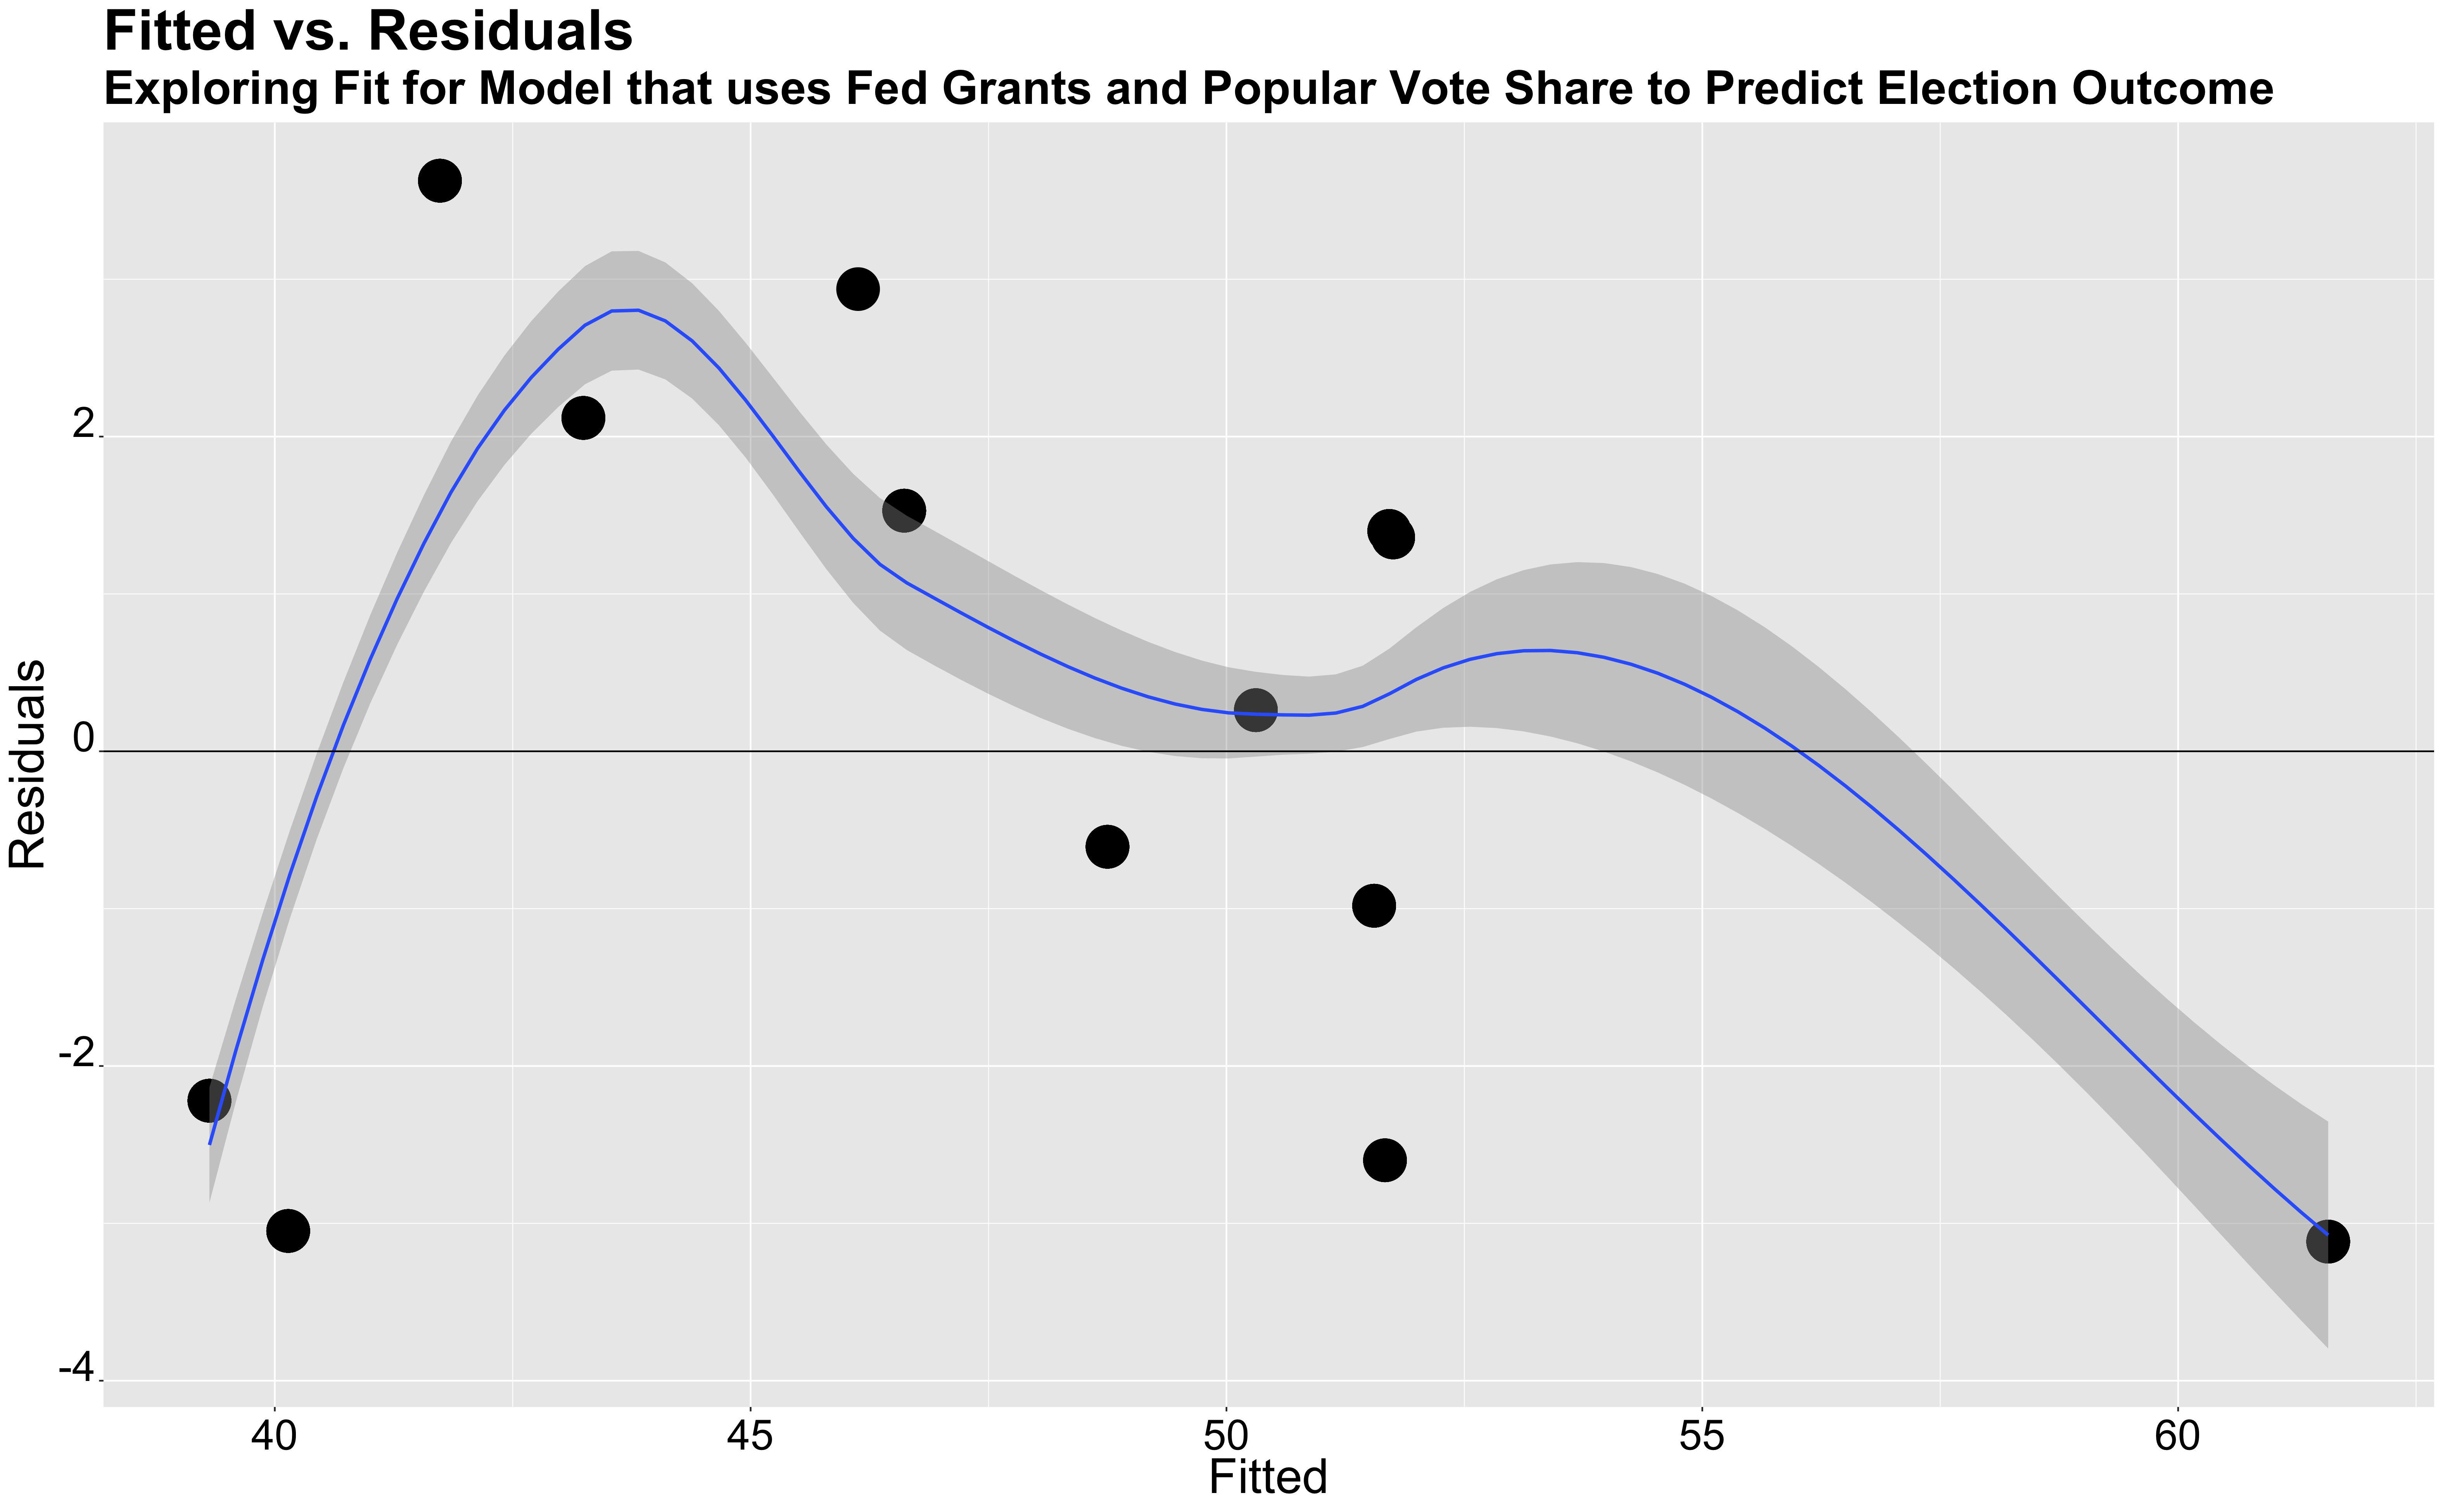 Fitted vs. Residuals
Exploring Fit for Model that uses Fed Grants and Popular Vote Share to Predict Election Outcome
Residuals
2
0
-2
-4
40 45 50 55 60
Fitted